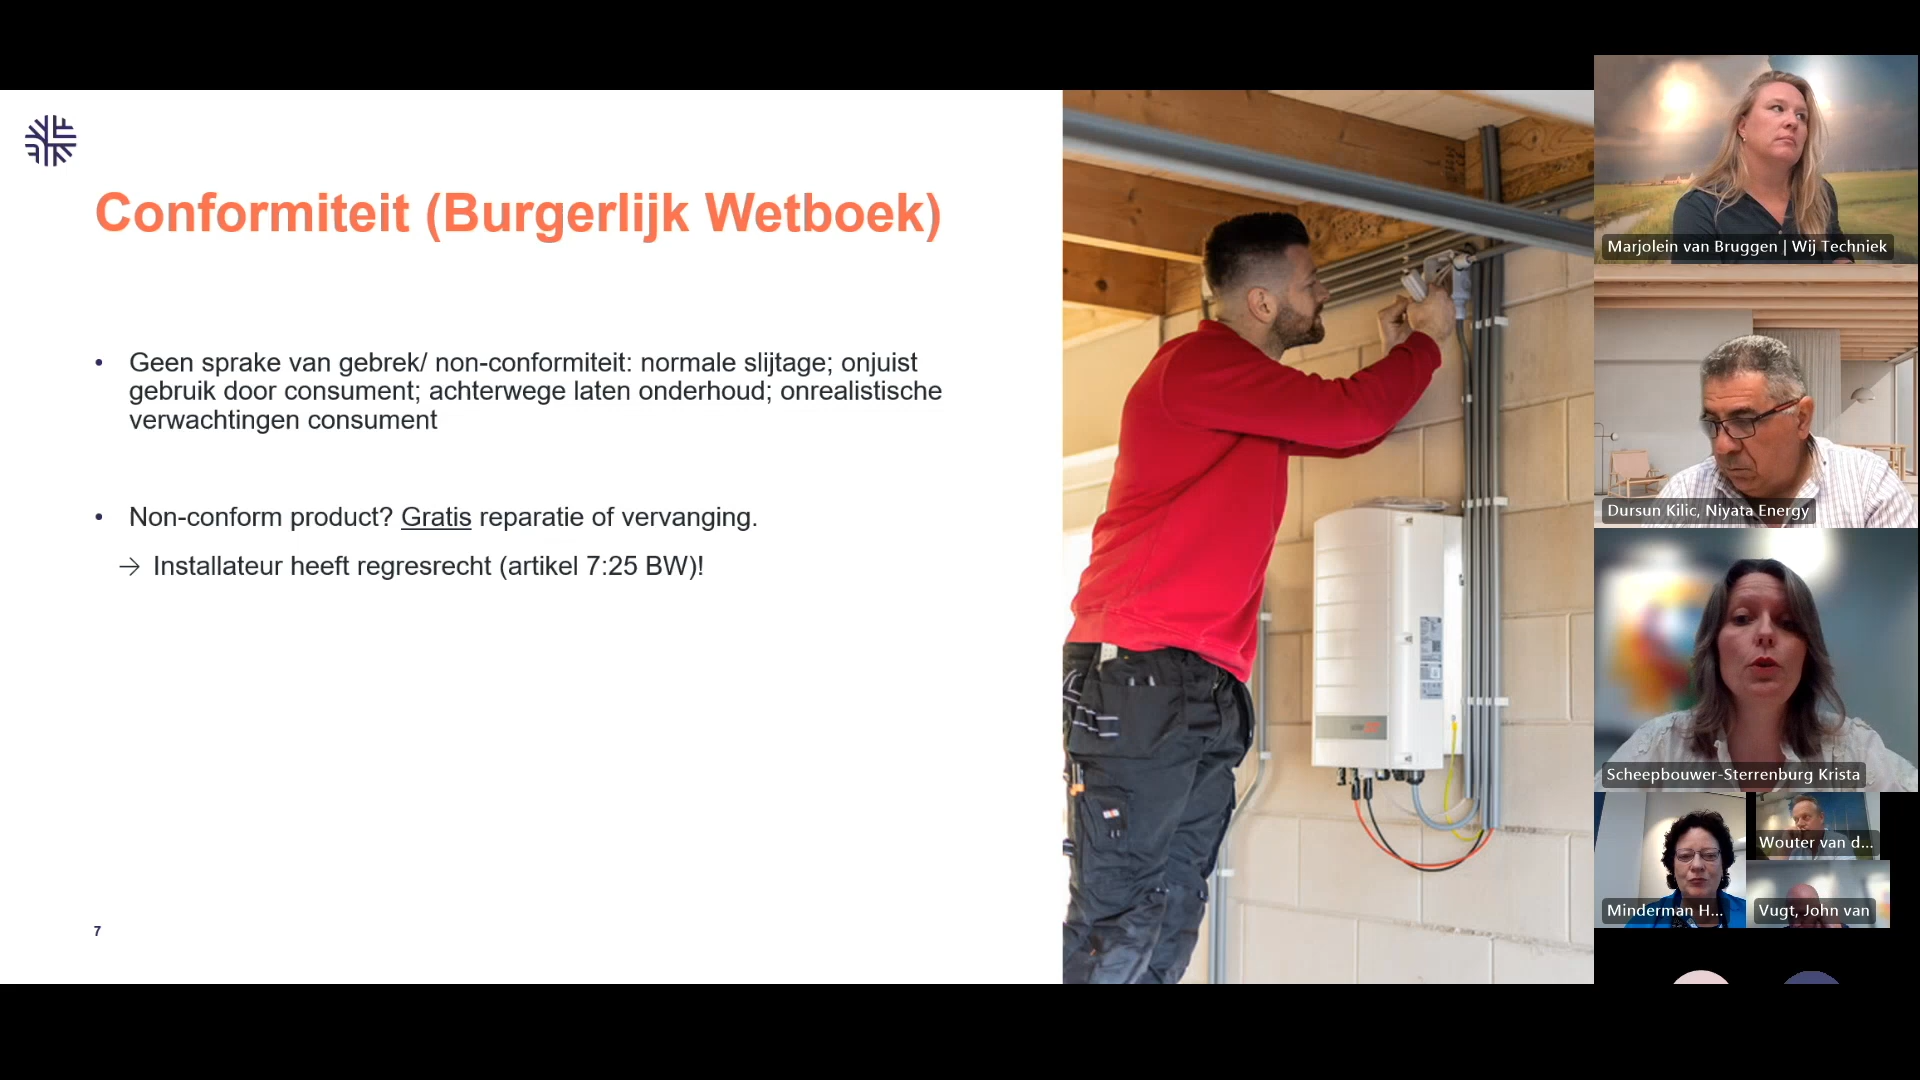 Conformiteit (Burgerlijk Wetboek)
• Geen sprake van gebrek/ non-conformiteit: normale slijtage; onjuist
gebruik door consument; achterwege laten onderhoud; onrealistische
verwachtingen consument
• Non-conform product? Gratis reparatie of vervanging.
→ Installateur heeft regresrecht (artikel 7:25 BW)!
7
Marjolein van Bruggen | Wij Techniek
Dursun Kilic, Niyata Energy
Scheepbouwer-Sterrenburg Krista
Minderman H...
Wouter van d...
Vugt, John van